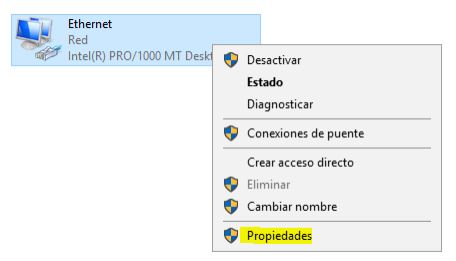 Ethernet
Red
Intel(R) PRO/1000 MT Deskt
Desactivar
Estado
Diagnosticar
Conexiones de puente
Crear acceso directo
Eliminar
Cambiar nombre
Propiedades